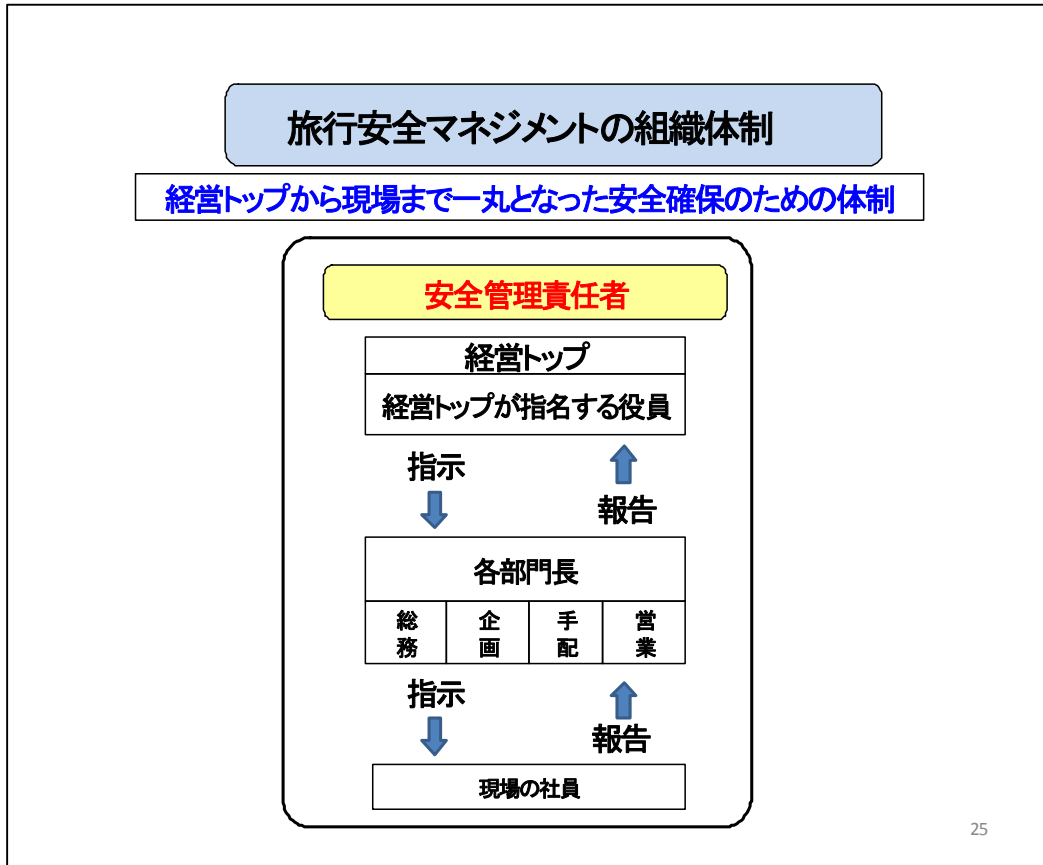 旅行安全マネジメントの組織体制
経営トップから現場まで一丸となった安全確保のための体制
安全管理責任者
経営トップ
経営トップが指名する役員
指示
報告
各部門長
総務
企画
手配
営業
指示
報告
現場の社員
25